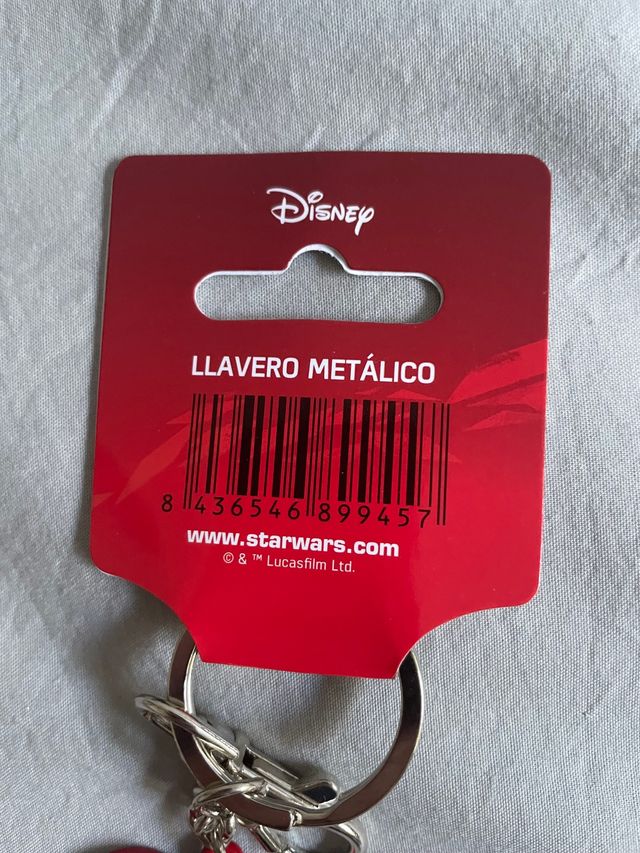 Disney
LLAVERO METÁLICO
8 436546 899457
www.starwars.com
© & ™ Lucasfilm Ltd.